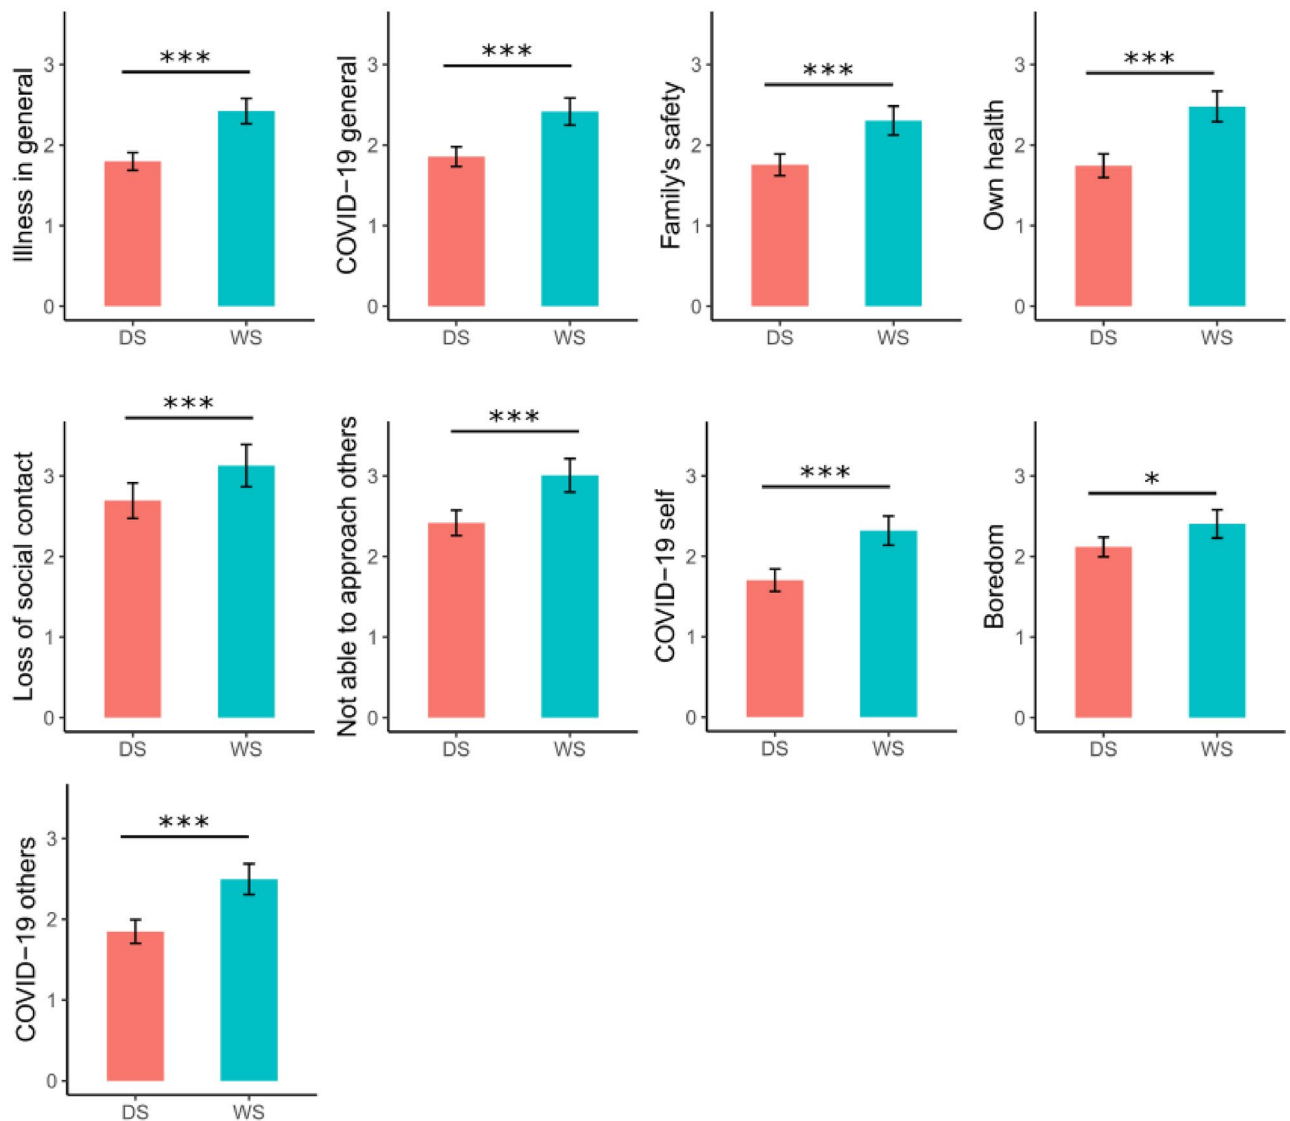 Illness in general
3
2
1
0
***
DS WS
COVID−19 general
3
2
1
0
***
DS WS
Family's safety
3
2
1
0
***
DS WS
Own health
3
2
1
0
***
DS WS
Loss of social contact
3
2
1
0
***
DS WS
Not able to approach others
3
2
1
0
***
DS WS
COVID−19 self
3
2
1
0
***
DS WS
Boredom
3
2
1
0
*
DS WS
COVID−19 others
3
2
1
0
***
DS WS